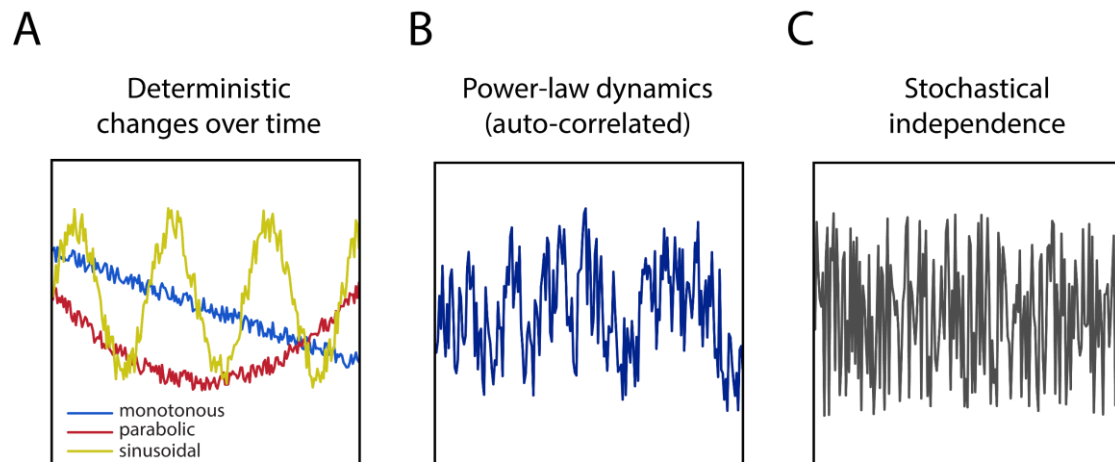 A
B
C
Deterministic
changes over time
Power-law dynamics
(auto-correlated)
Stochastical
independence
monotonous
parabolic
sinusoidal